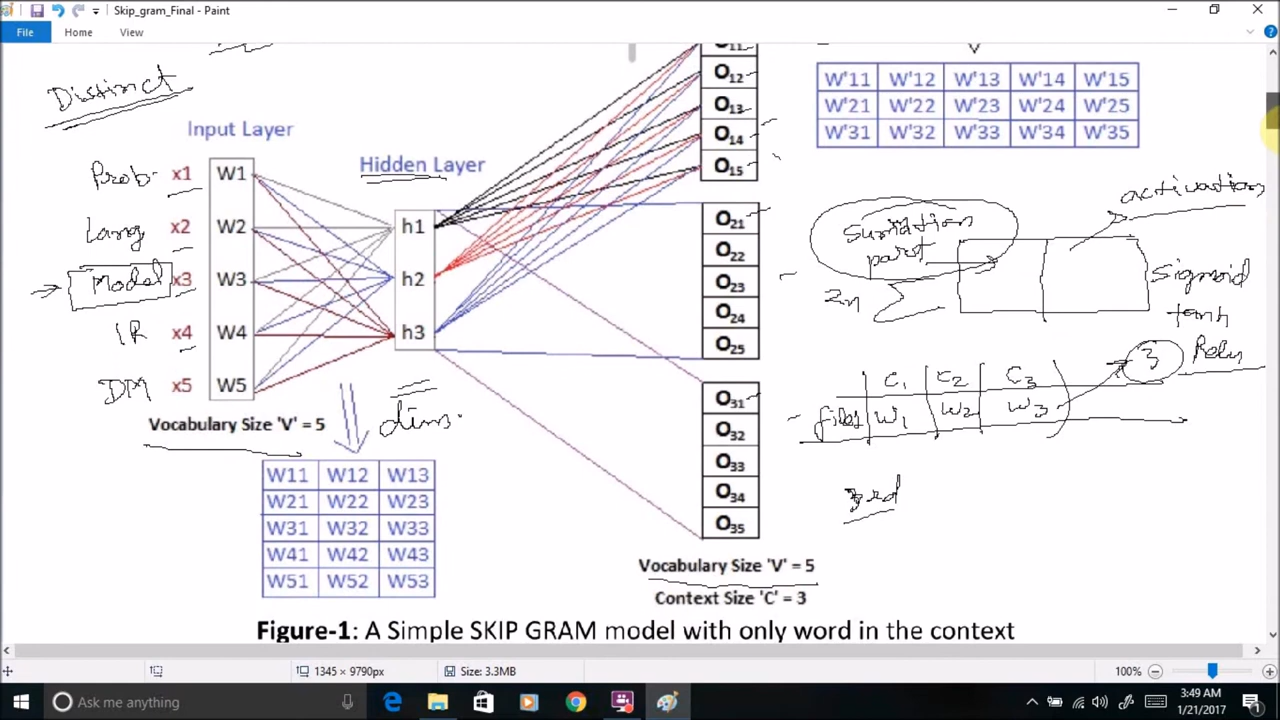 Skip_gram_Final - Paint
File Home View
Distinct
Input Layer
Hidden Layer
Prob. x1 W1
Lang x2 W2
Model x3 W3
IR x4 W4
DM x5 W5
h1
h2
h3
Vocabulary Size 'V' = 5
dims.
W11 W12 W13
W21 W22 W23
W31 W32 W33
W41 W42 W43
W51 W52 W53
O11
O12
O13
O14
O15
O21
O22
O23
O24
O25
O31
O32
O33
O34
O35
Vocabulary Size 'V' = 5
Context Size 'C' = 3
W'11 W'12 W'13 W'14 W'15
W'21 W'22 W'23 W'24 W'25
W'31 W'32 W'33 W'34 W'35
activation
part
Sigmoid
tanh
Relu
3
C1 C2 C3
files W1 W2 W3
3rd
Figure-1: A Simple SKIP GRAM model with only word in the context
1345 × 9790px
Size: 3.3MB
100%
Ask me anything
3:49 AM
1/21/2017